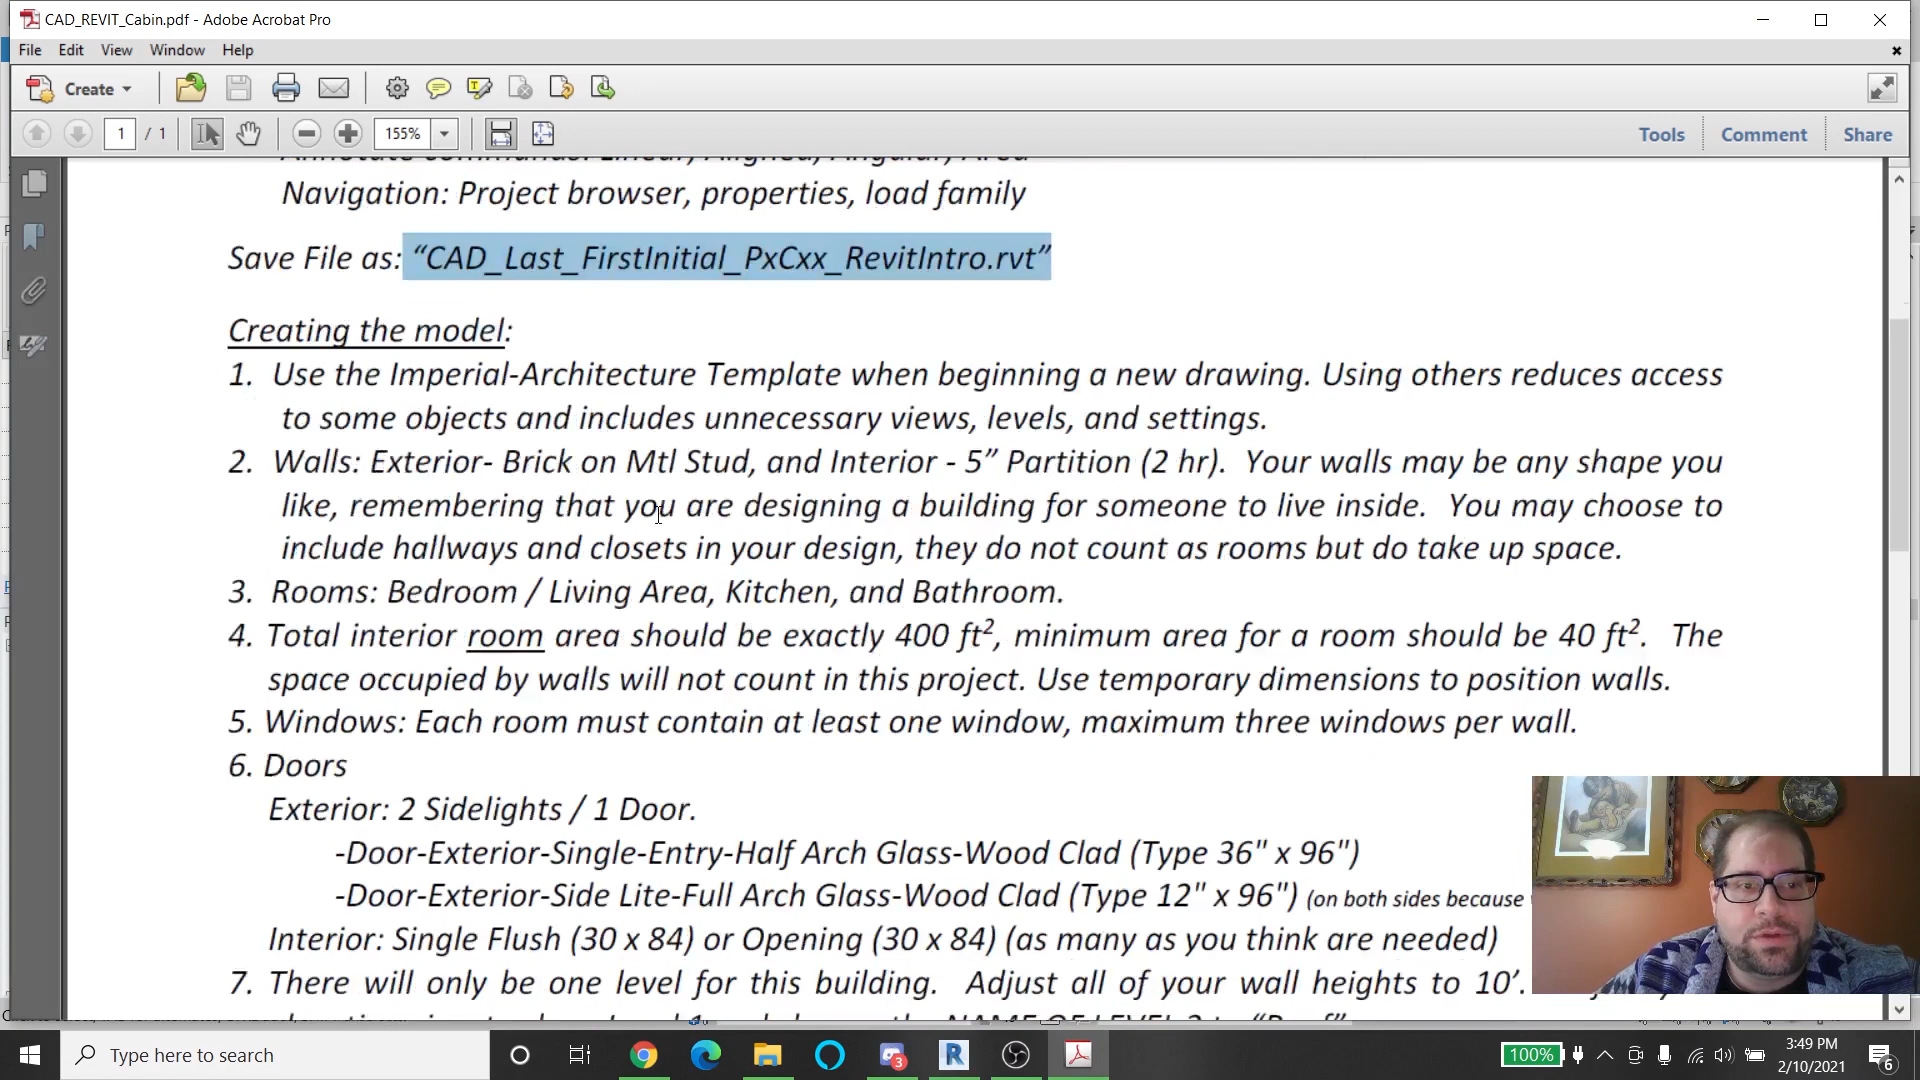 CAD_REVIT_Cabin.pdf - Adobe Acrobat Pro
File Edit View Window Help
Create
1 / 1 155% Tools Comment Share
Annotate commands: Linear, Aligned, Angular, Area
Navigation: Project browser, properties, load family
Save File as: “CAD_Last_FirstInitial_PxCxx_RevitIntro.rvt”
Creating the model:
1. Use the Imperial-Architecture Template when beginning a new drawing. Using others reduces access
to some objects and includes unnecessary views, levels, and settings.
2. Walls: Exterior- Brick on Mtl Stud, and Interior - 5” Partition (2 hr). Your walls may be any shape you
like, remembering that you are designing a building for someone to live inside. You may choose to
include hallways and closets in your design, they do not count as rooms but do take up space.
3. Rooms: Bedroom / Living Area, Kitchen, and Bathroom.
4. Total interior room area should be exactly 400 ft², minimum area for a room should be 40 ft². The
space occupied by walls will not count in this project. Use temporary dimensions to position walls.
5. Windows: Each room must contain at least one window, maximum three windows per wall.
6. Doors
Exterior: 2 Sidelights / 1 Door.
-Door-Exterior-Single-Entry-Half Arch Glass-Wood Clad (Type 36" x 96")
-Door-Exterior-Side Lite-Full Arch Glass-Wood Clad (Type 12" x 96") (on both sides because
Interior: Single Flush (30 x 84) or Opening (30 x 84) (as many as you think are needed)
7. There will only be one level for this building. Adjust all of your wall heights to 10’.
Type here to search
3
R
100%
3:49 PM
2/10/2021
6